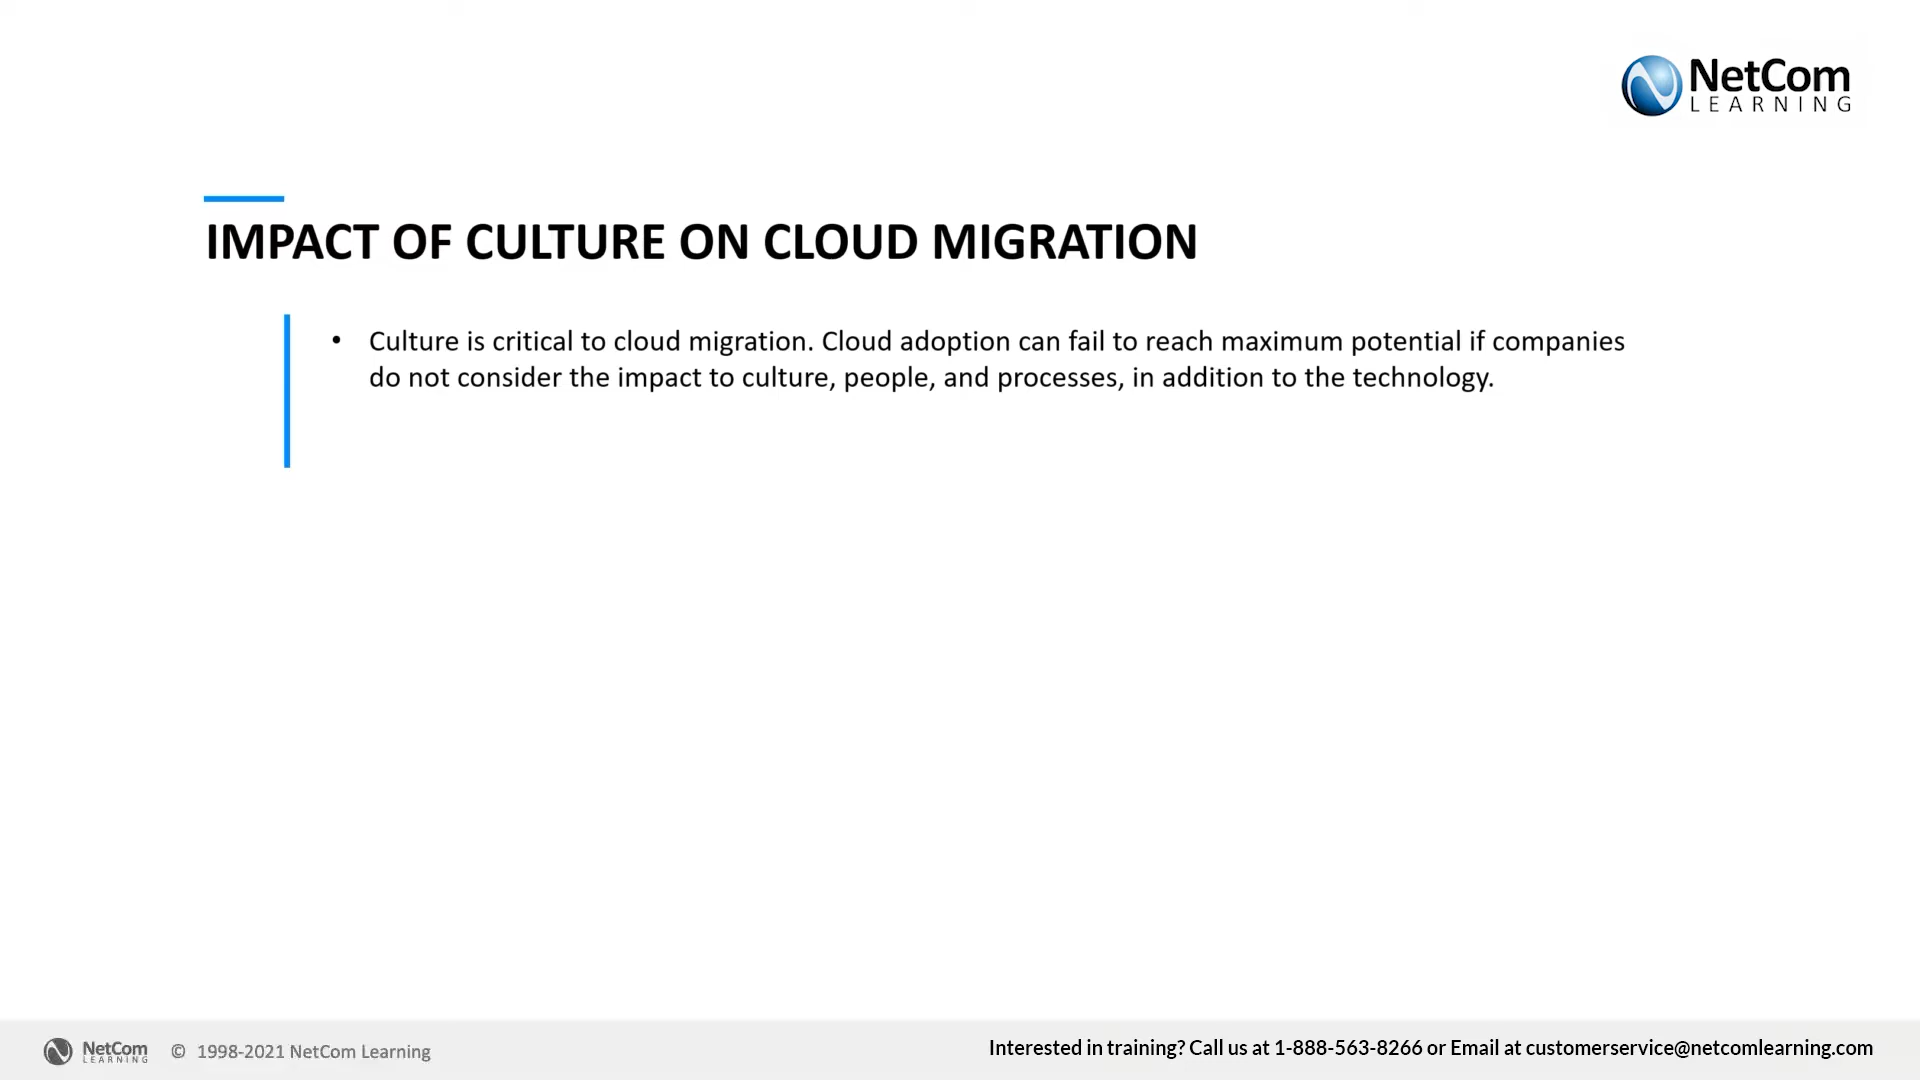 NetCom
LEARNING
IMPACT OF CULTURE ON CLOUD MIGRATION
• Culture is critical to cloud migration. Cloud adoption can fail to reach maximum potential if companies
do not consider the impact to culture, people, and processes, in addition to the technology.
NetCom
LEARNING
© 1998-2021 NetCom Learning
Interested in training? Call us at 1-888-563-8266 or Email at customerservice@netcomlearning.com